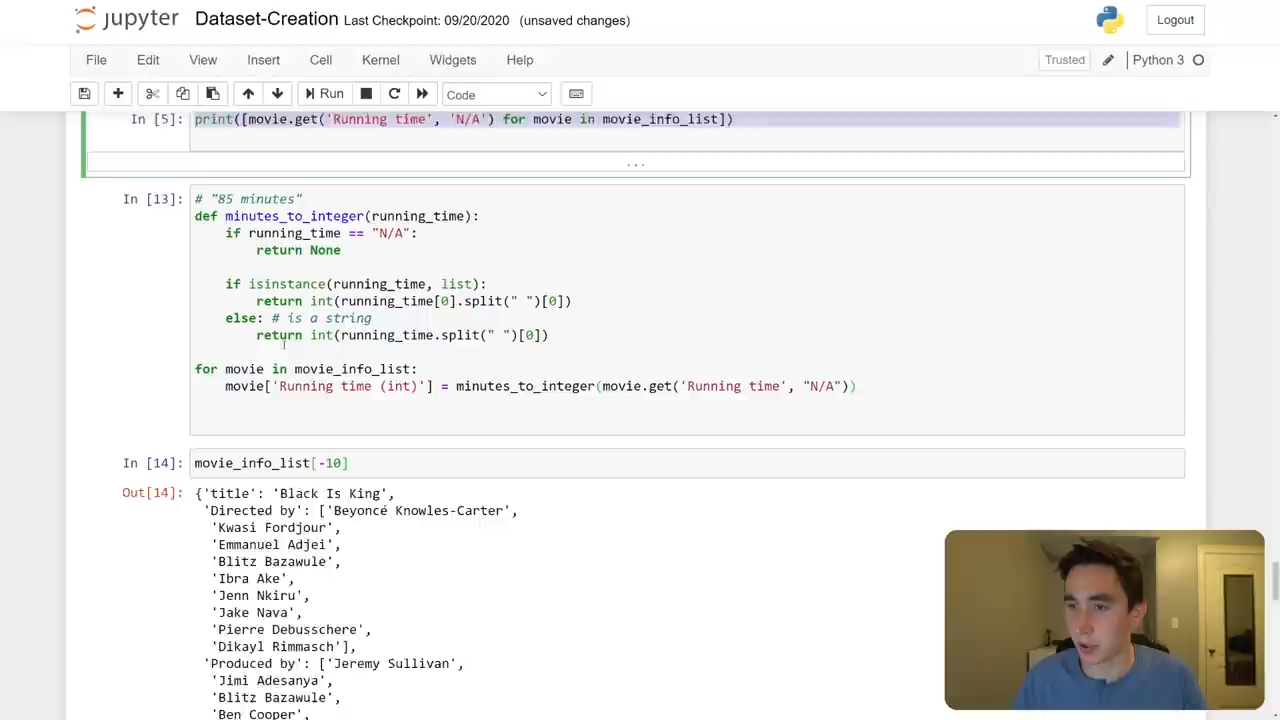 jupyter Dataset-Creation Last Checkpoint: 09/20/2020 (unsaved changes) Logout
File Edit View Insert Cell Kernel Widgets Help Trusted Python 3
Run Code
In [5]: print([movie.get('Running time', 'N/A') for movie in movie_info_list])
...
In [13]: # "85 minutes"
def minutes_to_integer(running_time):
    if running_time == "N/A":
        return None
    if isinstance(running_time, list):
        return int(running_time[0].split(" ")[0])
    else: # is a string
        return int(running_time.split(" ")[0])
for movie in movie_info_list:
    movie['Running time (int)'] = minutes_to_integer(movie.get('Running time', "N/A"))
In [14]: movie_info_list[-10]
Out[14]: {'title': 'Black Is King',
'Directed by': ['Beyoncé Knowles-Carter',
'Kwasi Fordjour',
'Emmanuel Adjei',
'Blitz Bazawule',
'Ibra Ake',
'Jenn Nkiru',
'Jake Nava',
'Pierre Debusschere',
'Dikayl Rimmasch'],
'Produced by': ['Jeremy Sullivan',
'Jimi Adesanya',
'Blitz Bazawule',
'Ben Cooper',